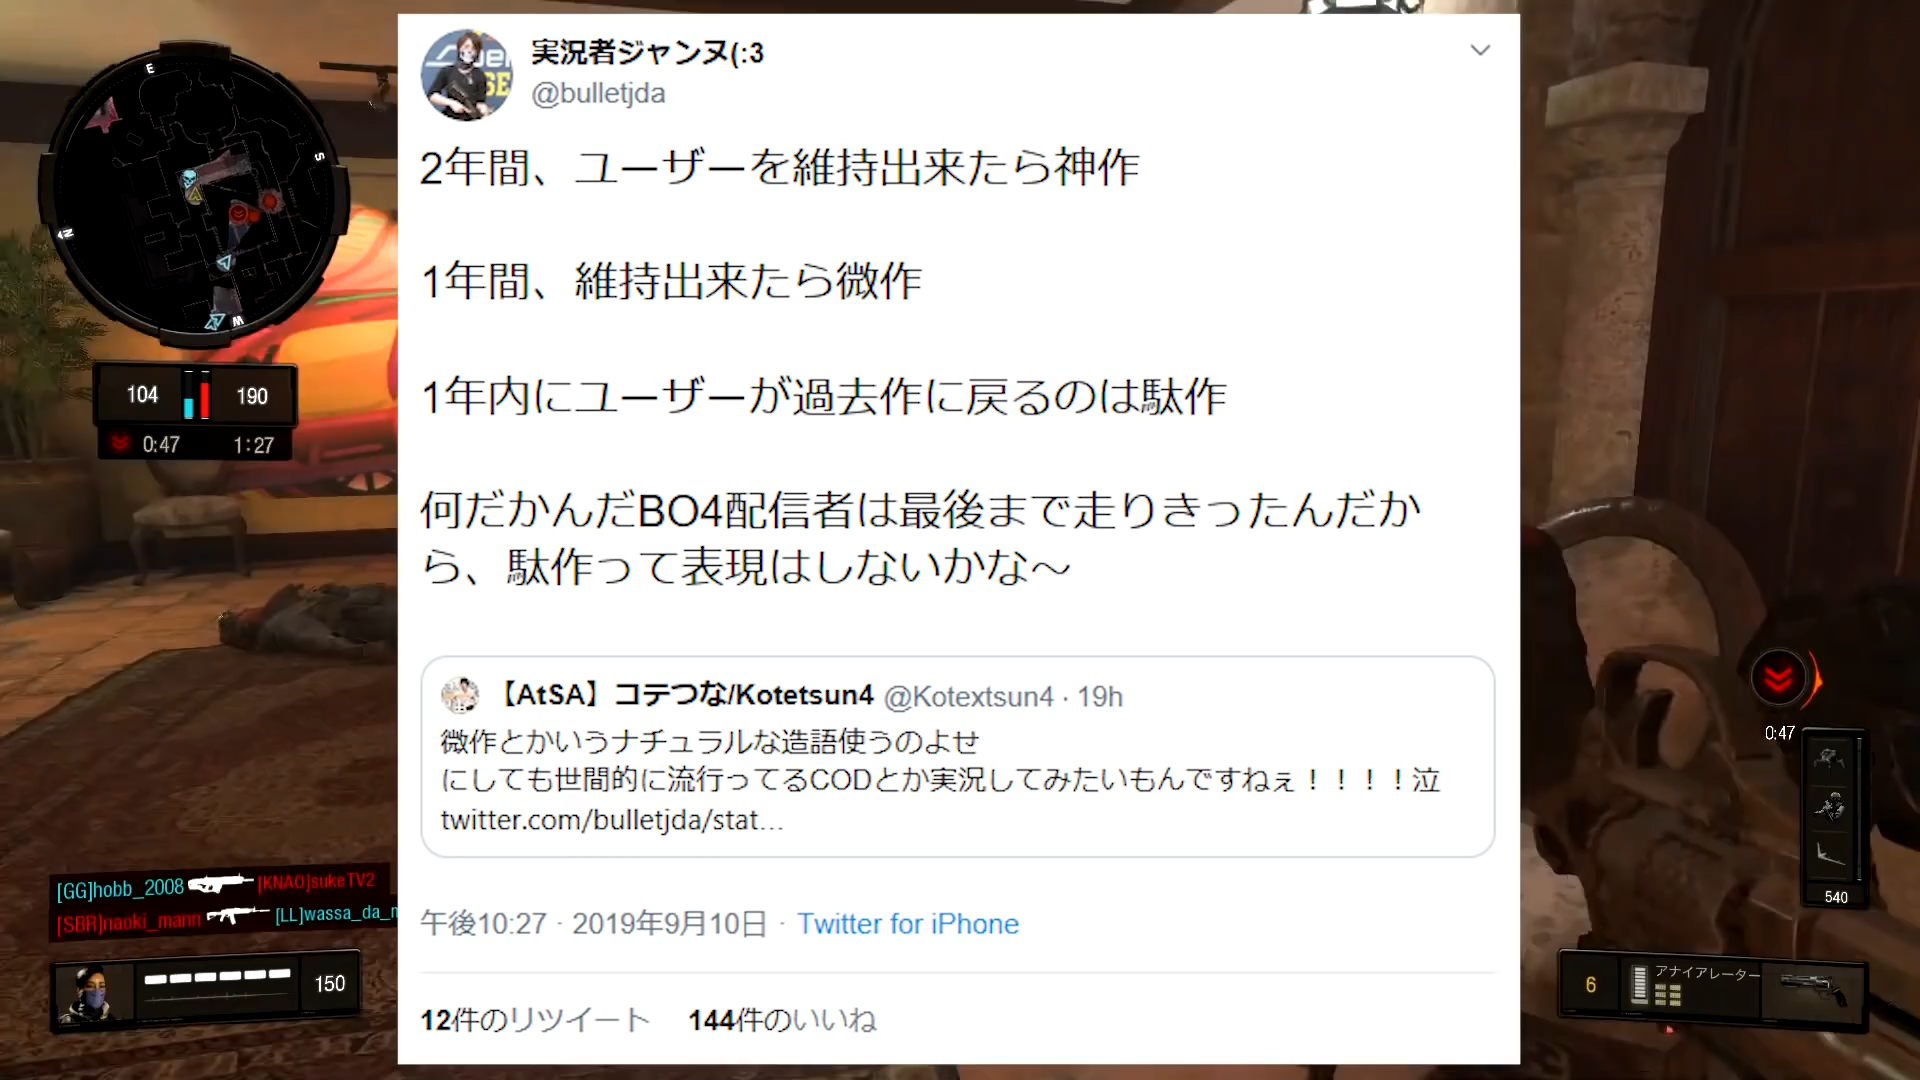 実況者ジャンヌ(:3
@bulletjda
2年間、ユーザーを維持出来たら神作
1年間、維持出来たら微作
1年内にユーザーが過去作に戻るのは駄作
何だかんだBO4配信者は最後まで走りきったんだか
ら、駄作って表現はしないかな〜
【AtSA】コテつな/Kotetsun4 @Kotextsun4 · 19h
微作とかいうナチュラルな造語使うのよせ
にしても世間的に流行ってるCODとか実況してみたいもんですねぇ！！！！泣
twitter.com/bulletjda/stat…
午後10:27 · 2019年9月10日 · Twitter for iPhone
12件のリツイート 144件のいいね
E
S
N
W
104 190
0:47 1:27
[GG]hobb_2008 [KNAO]sukeTV2
[SBR]naoki_mann [LL]wassa_da_
150
0:47
540
6 アナイアレーター